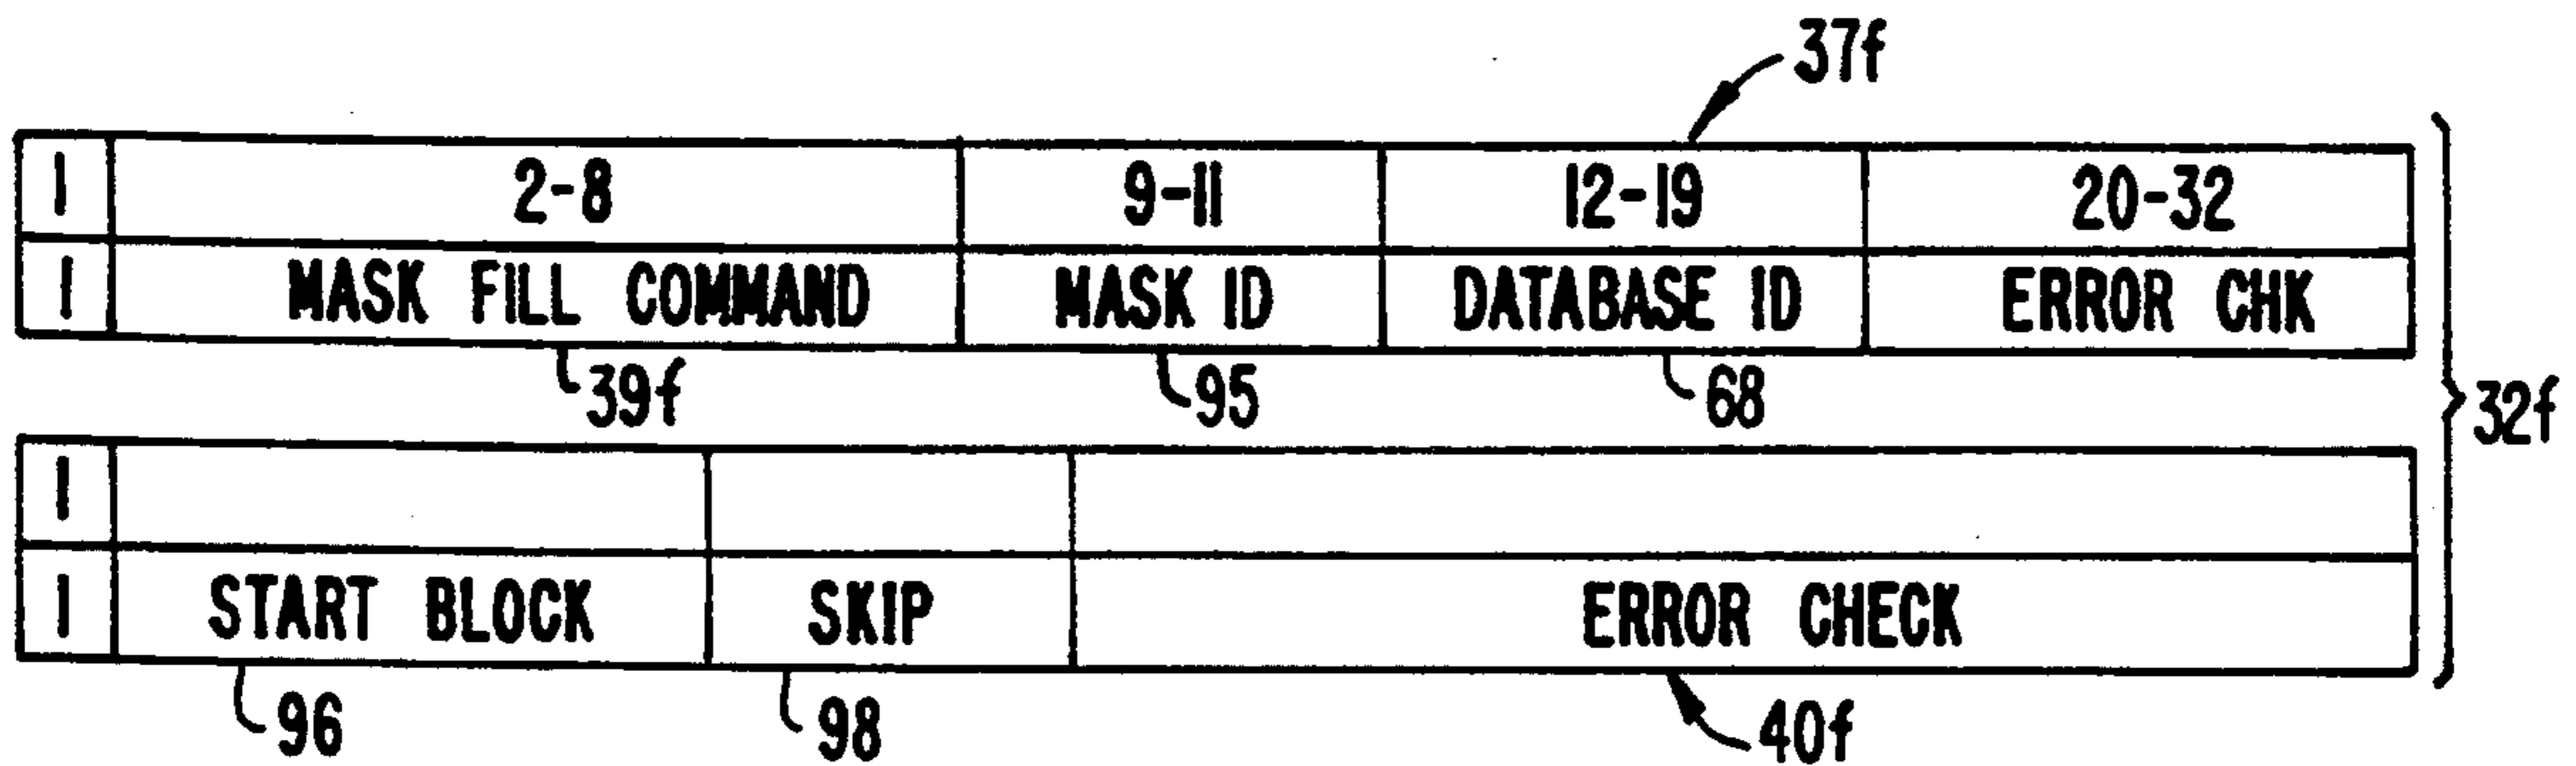 37f
1 2-8 9-11 12-19 20-32
1 MASK FILL COMMAND MASK ID DATABASE ID ERROR CHK
39f 95 68
32f
1
1 START BLOCK SKIP ERROR CHECK
96 98 40f